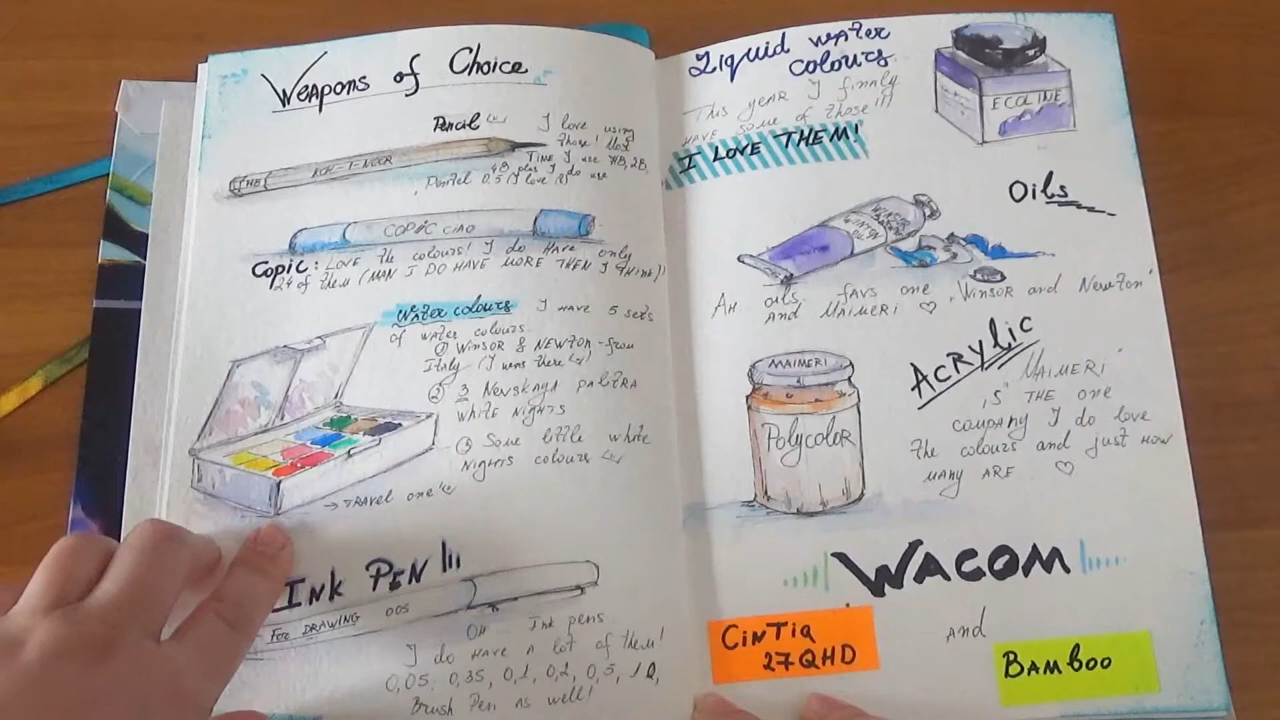 Weapons of Choice
Pencil
I love using
those! Most
Time I use HB, 2B,
4B plus I do use
Pentel 0.5 (I love it)
HB KOH-I-NOOR
COPiC CiAO
Copic: LOVE the colours! I do HAVE only
24 of them (MAN I DO HAVE MORE THEN I THINK!)
Water colours I HAVE 5 sets
of WATER colours
① WINSOR & NEWTON - from
Italy (I was there
② 3 NEVSKAYA PALITRA
WHITE NIGHTS
③ Some little white
NIGHTS colours
→ TRAVEL one!
INK PEN
FOR DRAWING 005
OH Ink pens
I do HAVE A lot of them!
0,05, 0,35, 0,1, 0,2, 0,5,
Brush Pen AS well!
Liquid water
colours
This year I finally
HAVE some of those!!!
I LOVE THEM!
ECOLINE
Oils
WINTON
OIL
AH oils, favs one Winsor and Newton
AND MAIMERI ♡
ACRYLIC
MAIMERI
Polycolor
"MAIMERI"
iS THE one
company I do love
THE colours and just HOW
MANY ARE ♡
WACOM
CiNTiQ
27QHD
and
BAMBOO